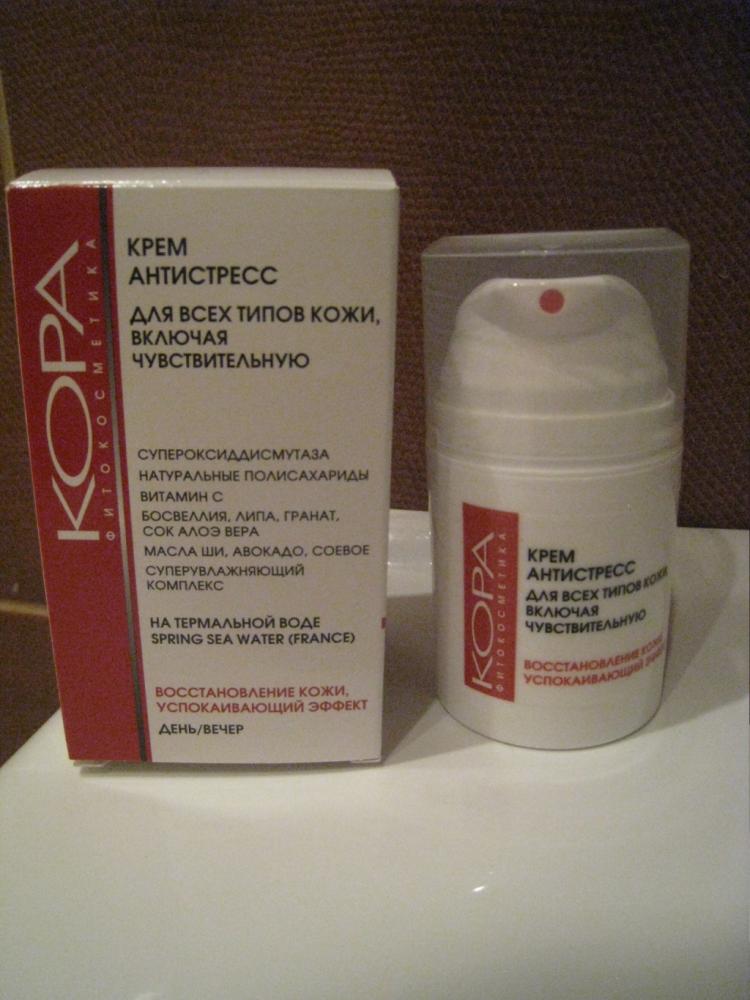 КОРА
ФИТОКОСМЕТИКА
КРЕМ
АНТИСТРЕСС
ДЛЯ ВСЕХ ТИПОВ КОЖИ,
ВКЛЮЧАЯ
ЧУВСТВИТЕЛЬНУЮ
СУПЕРОКСИДДИСМУТАЗА
НАТУРАЛЬНЫЕ ПОЛИСАХАРИДЫ
ВИТАМИН С
БОСВЕЛЛИЯ, ЛИПА, ГРАНАТ,
СОК АЛОЭ ВЕРА
МАСЛА ШИ, АВОКАДО, СОЕВОЕ
СУПЕРУВЛАЖНЯЮЩИЙ
КОМПЛЕКС
НА ТЕРМАЛЬНОЙ ВОДЕ
SPRING SEA WATER (FRANCE)
ВОССТАНОВЛЕНИЕ КОЖИ,
УСПОКАИВАЮЩИЙ ЭФФЕКТ
ДЕНЬ/ВЕЧЕР
КОРА
ФИТОКОСМЕТИКА
КРЕМ
АНТИСТРЕСС
ДЛЯ ВСЕХ ТИПОВ КОЖИ
ВКЛЮЧАЯ
ЧУВСТВИТЕЛЬНУЮ
ВОССТАНОВЛЕНИЕ КОЖИ,
УСПОКАИВАЮЩИЙ ЭФФЕКТ